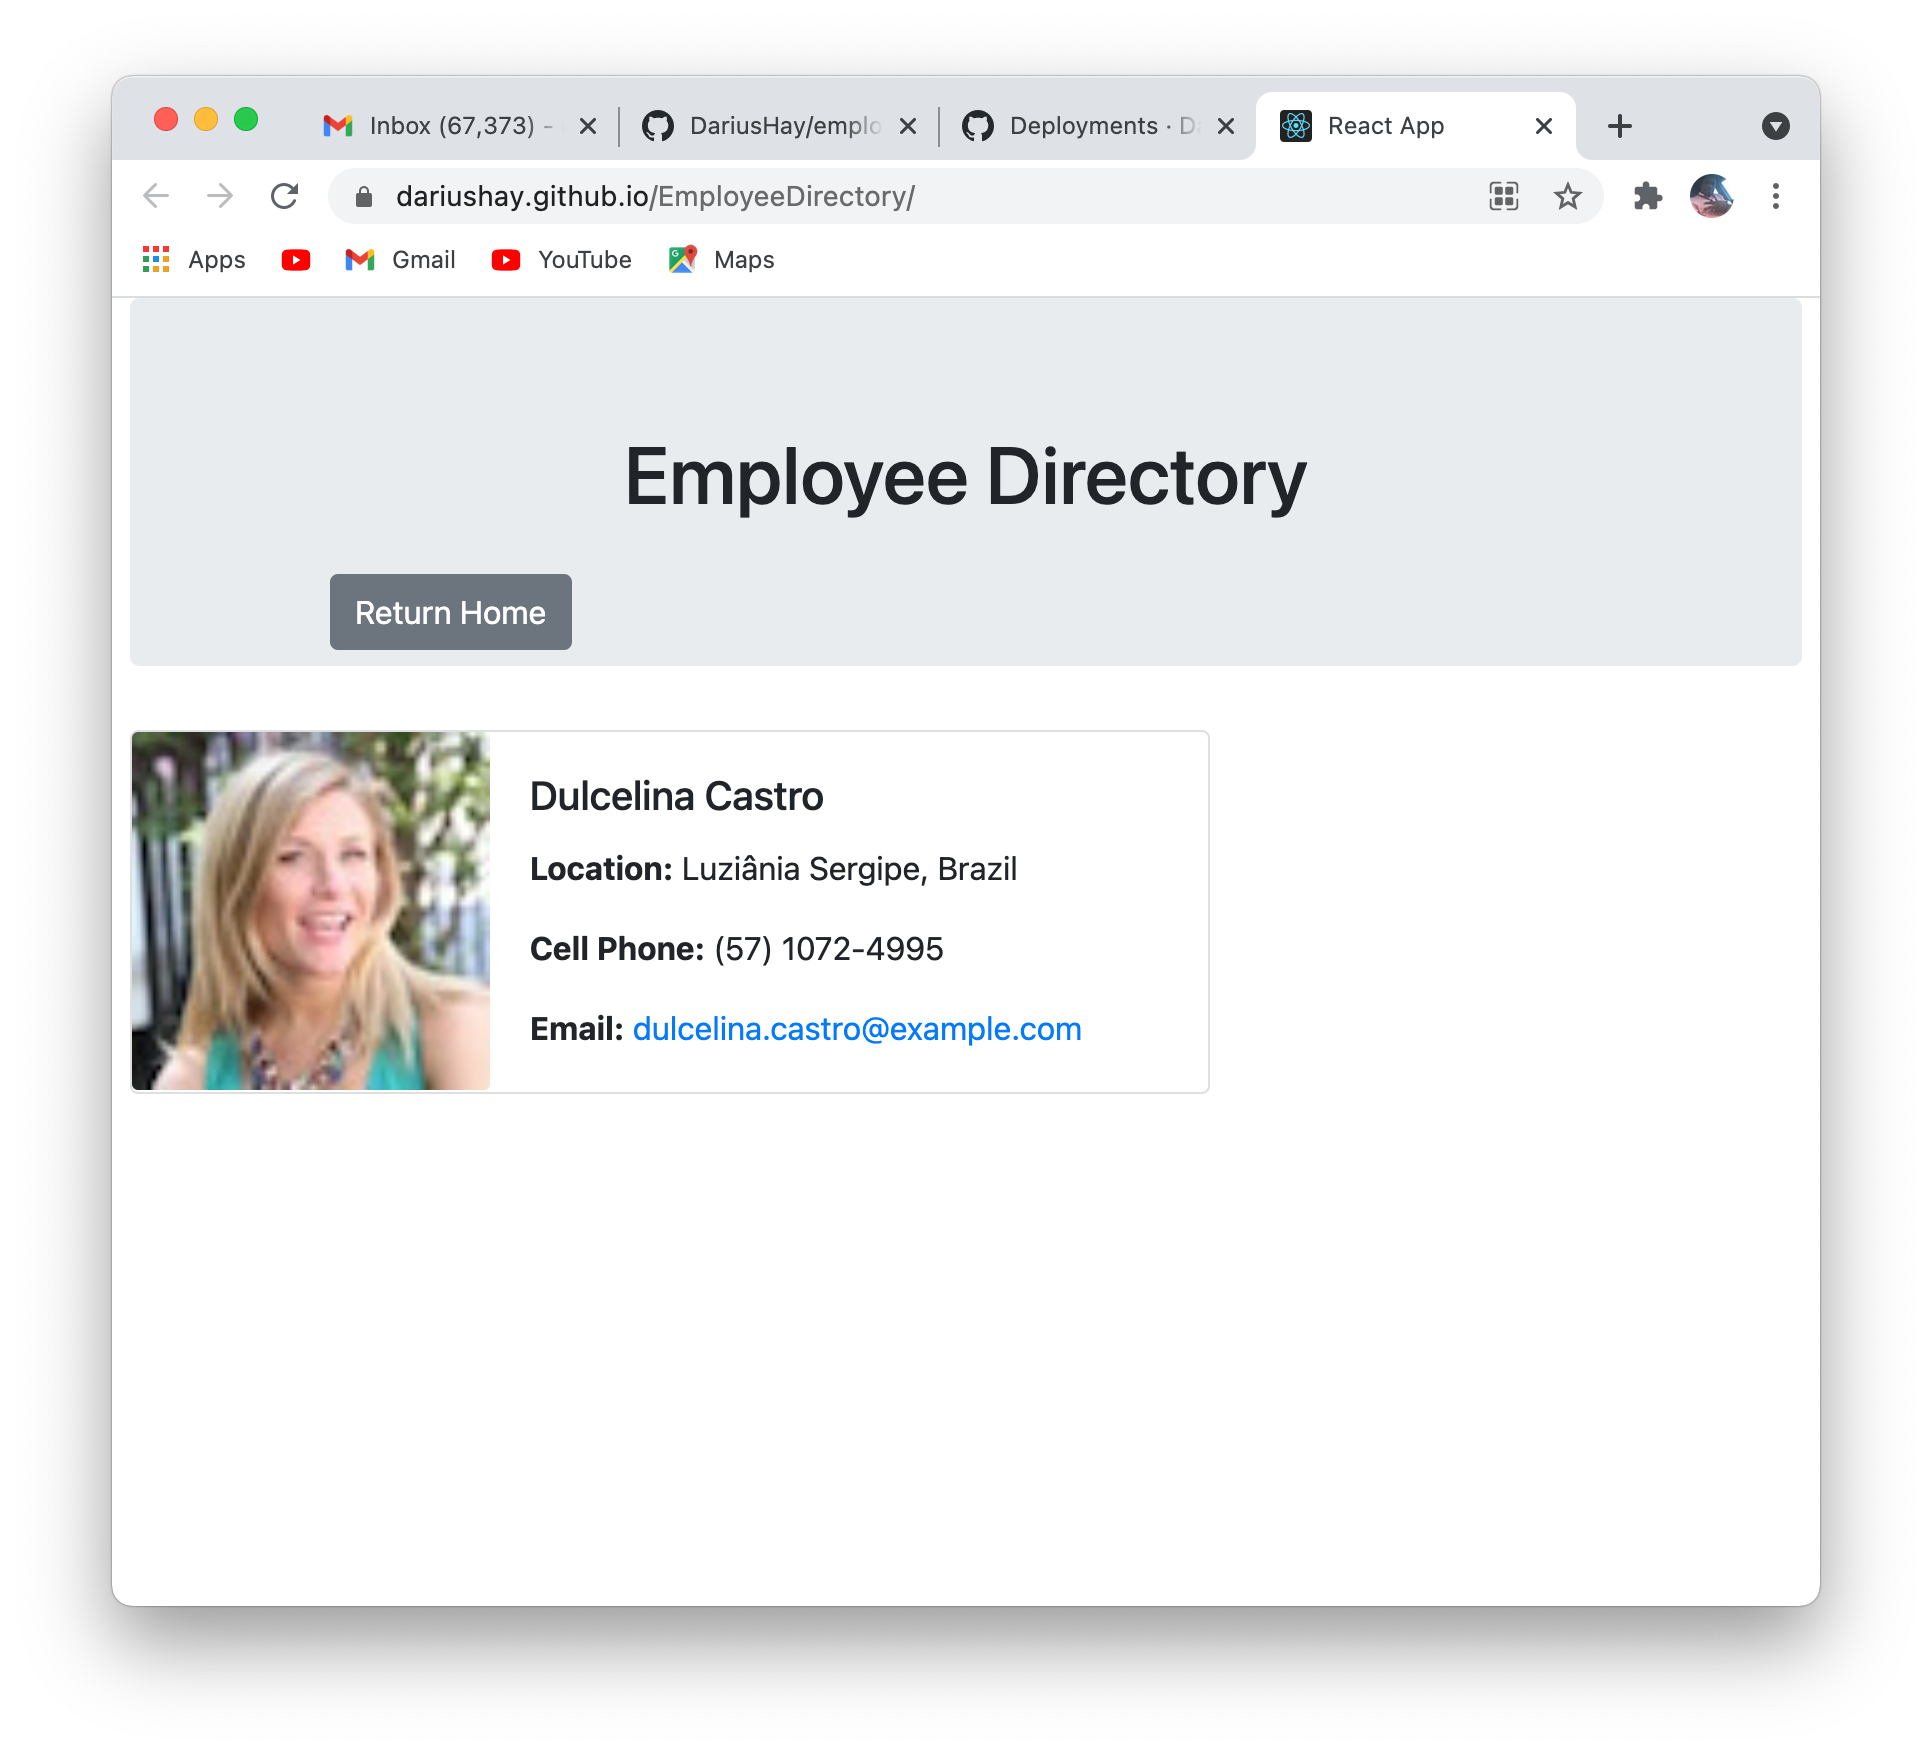 Inbox (67,373) -
DariusHay/emplo
Deployments · D
React App
dariushay.github.io/EmployeeDirectory/
Apps
Gmail
YouTube
Maps
Employee Directory
Return Home
Dulcelina Castro
Location: Luziânia Sergipe, Brazil
Cell Phone: (57) 1072-4995
Email: dulcelina.castro@example.com